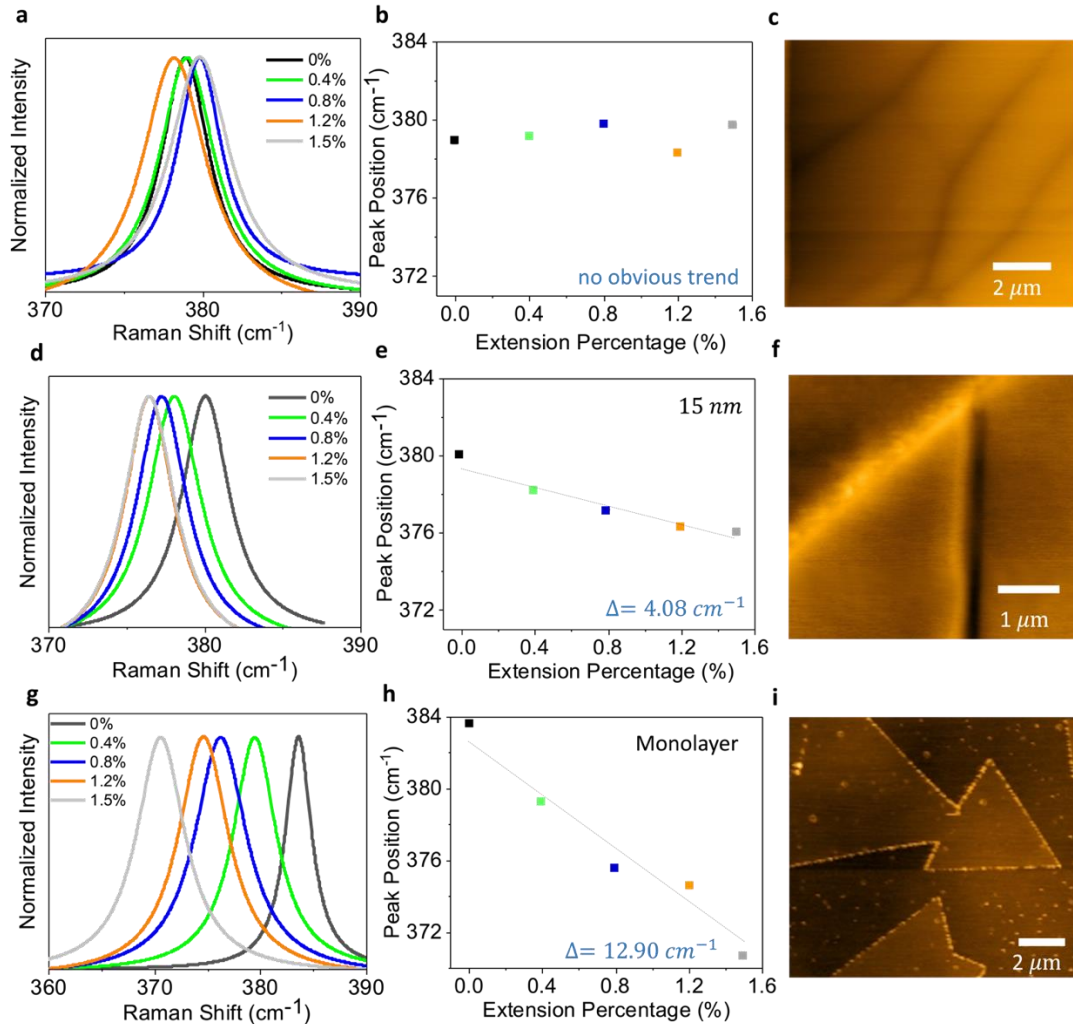 a
Normalized Intensity
0%
0.4%
0.8%
1.2%
1.5%
370 380 390
Raman Shift (cm⁻¹)
b
Peak Position (cm⁻¹)
384
380
376
372
no obvious trend
0.0 0.4 0.8 1.2 1.6
Extension Percentage (%)
c
2 μm
d
Normalized Intensity
0%
0.4%
0.8%
1.2%
1.5%
370 380 390
Raman Shift (cm⁻¹)
e
Peak Position (cm⁻¹)
384
380
376
372
15 nm
Δ= 4.08 cm⁻¹
0.0 0.4 0.8 1.2 1.6
Extension Percentage (%)
f
1 μm
g
Normalized Intensity
0%
0.4%
0.8%
1.2%
1.5%
360 370 380 390
Raman Shift (cm⁻¹)
h
Peak Position (cm⁻¹)
384
380
376
372
Monolayer
Δ= 12.90 cm⁻¹
0.0 0.4 0.8 1.2 1.6
Extension Percentage (%)
i
2 μm